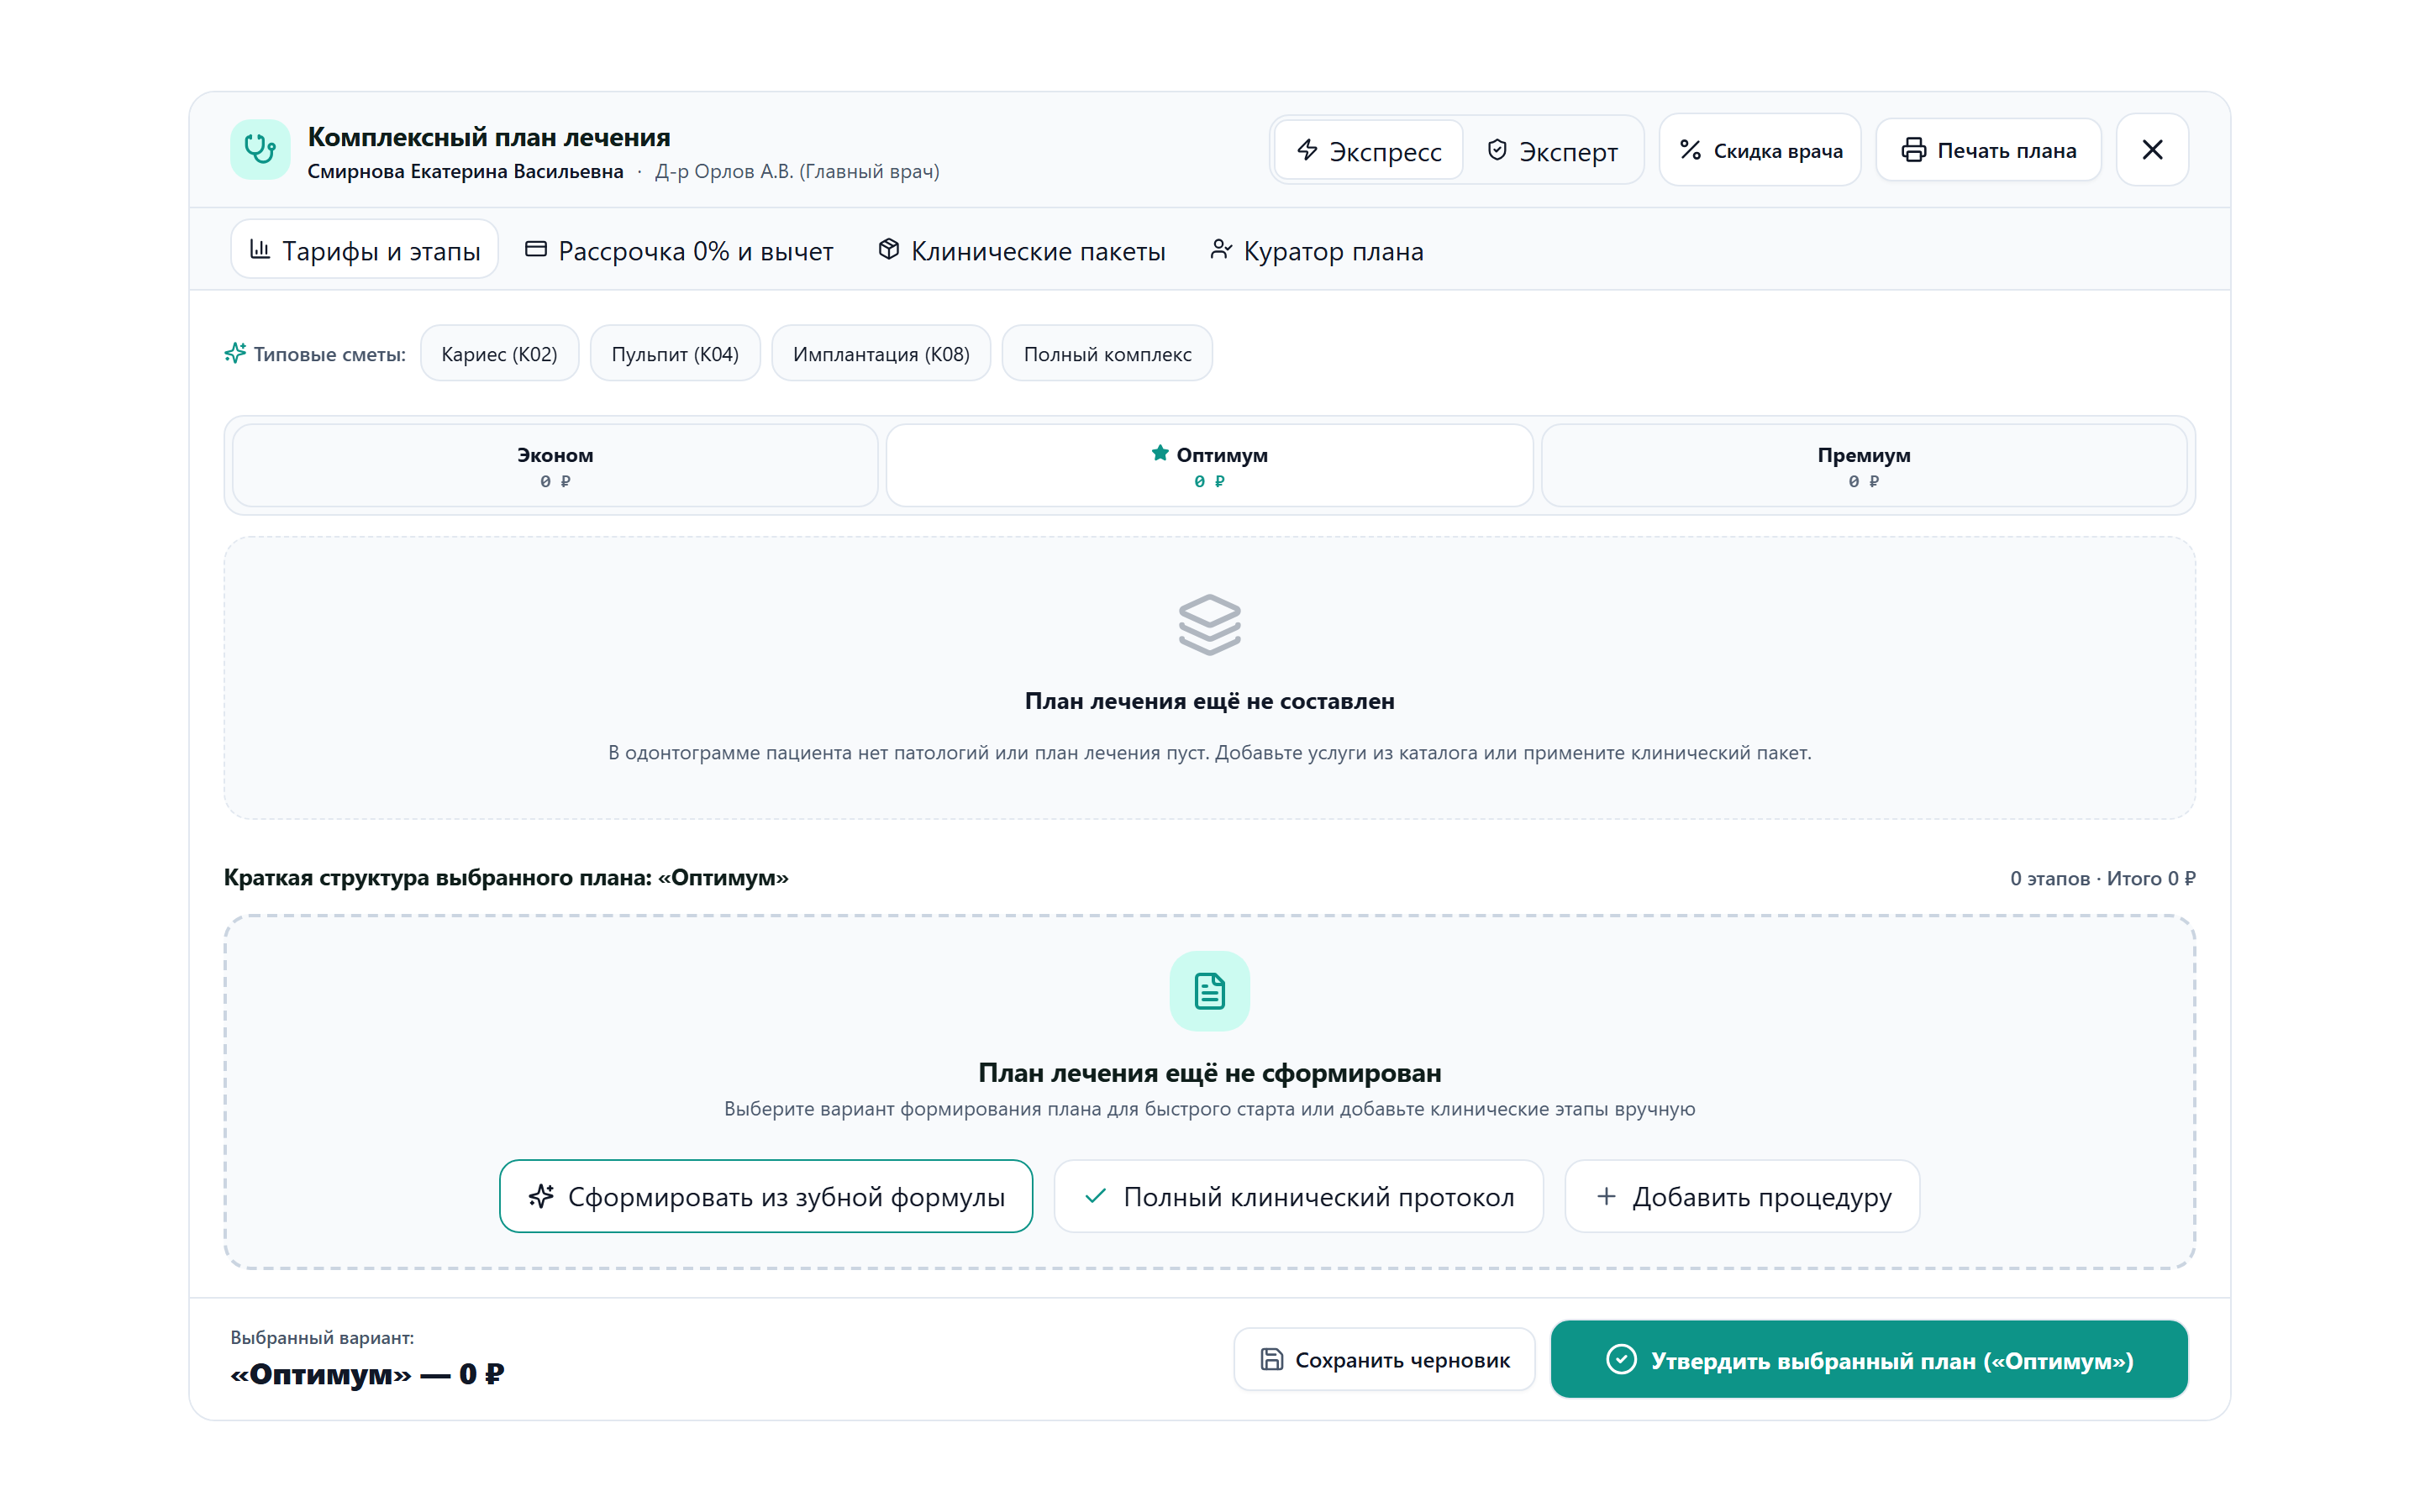 Комплексный план лечения
Смирнова Екатерина Васильевна · Д-р Орлов А.В. (Главный врач)
Экспресс
Эксперт
Скидка врача
Печать плана
Тарифы и этапы
Рассрочка 0% и вычет
Клинические пакеты
Куратор плана
Типовые сметы:
Кариес (K02)
Пульпит (K04)
Имплантация (K08)
Полный комплекс
Эконом
0 ₽
Оптимум
0 ₽
Премиум
0 ₽
План лечения ещё не составлен
В одонтограмме пациента нет патологий или план лечения пуст. Добавьте услуги из каталога или примените клинический пакет.
Краткая структура выбранного плана: «Оптимум»
0 этапов · Итого 0 ₽
План лечения ещё не сформирован
Выберите вариант формирования плана для быстрого старта или добавьте клинические этапы вручную
Сформировать из зубной формулы
Полный клинический протокол
Добавить процедуру
Выбранный вариант:
«Оптимум» — 0 ₽
Сохранить черновик
Утвердить выбранный план («Оптимум»)